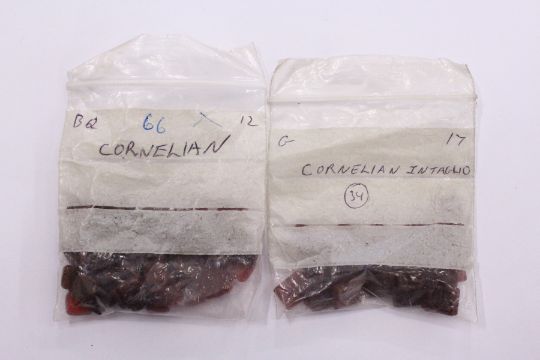 BQ 66 12
CORNELIAN
G 17
CORNELIAN INTAGLIO
34